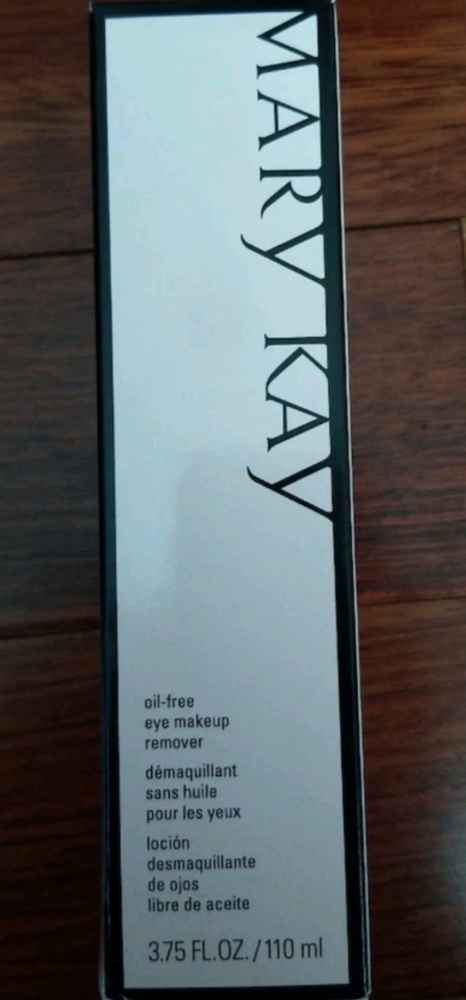 MARY KAY
oil-free
eye makeup
remover
démaquillant
sans huile
pour les yeux
loción
desmaquillante
de ojos
libre de aceite
3.75 FL.OZ./110 ml